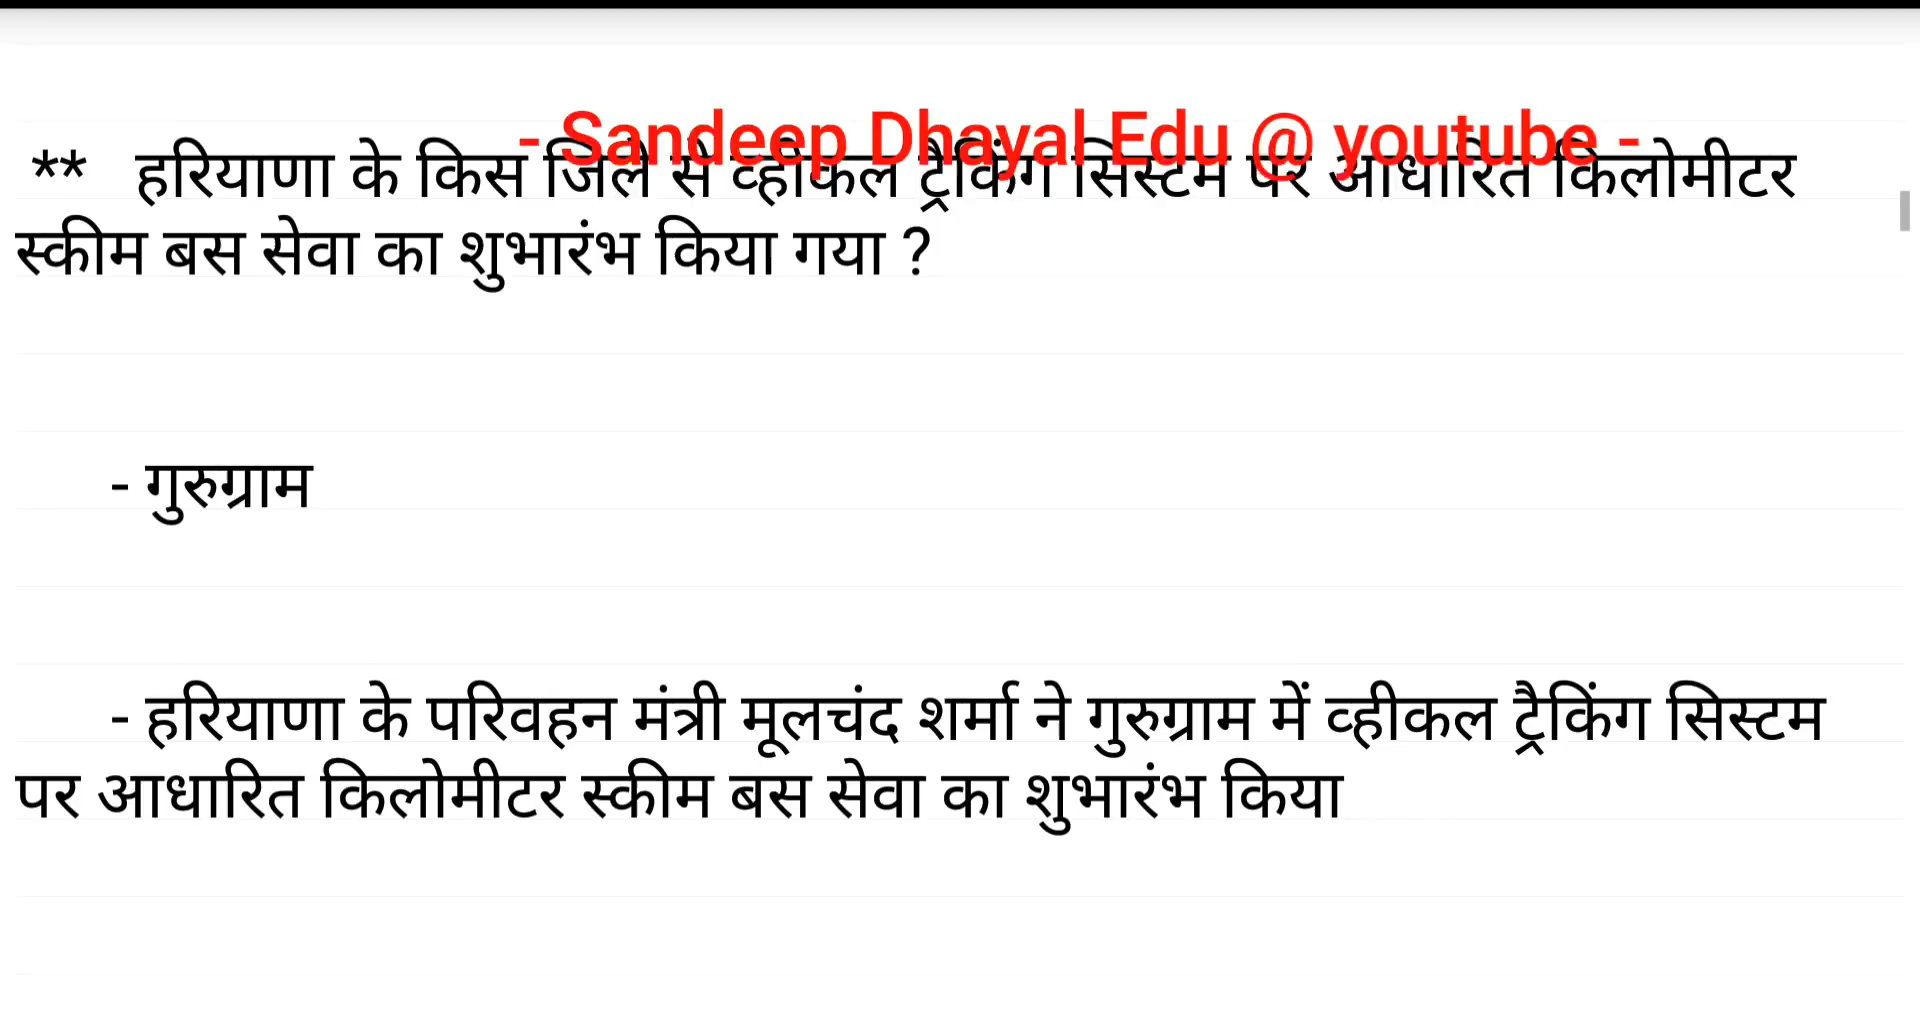 - Sandeep Dhayal Edu @ youtube -
** हरियाणा के किस जिले से व्हीकल ट्रैकिंग सिस्टम पर आधारित किलोमीटर
स्कीम बस सेवा का शुभारंभ किया गया ?
- गुरुग्राम
- हरियाणा के परिवहन मंत्री मूलचंद शर्मा ने गुरुग्राम में व्हीकल ट्रैकिंग सिस्टम
पर आधारित किलोमीटर स्कीम बस सेवा का शुभारंभ किया